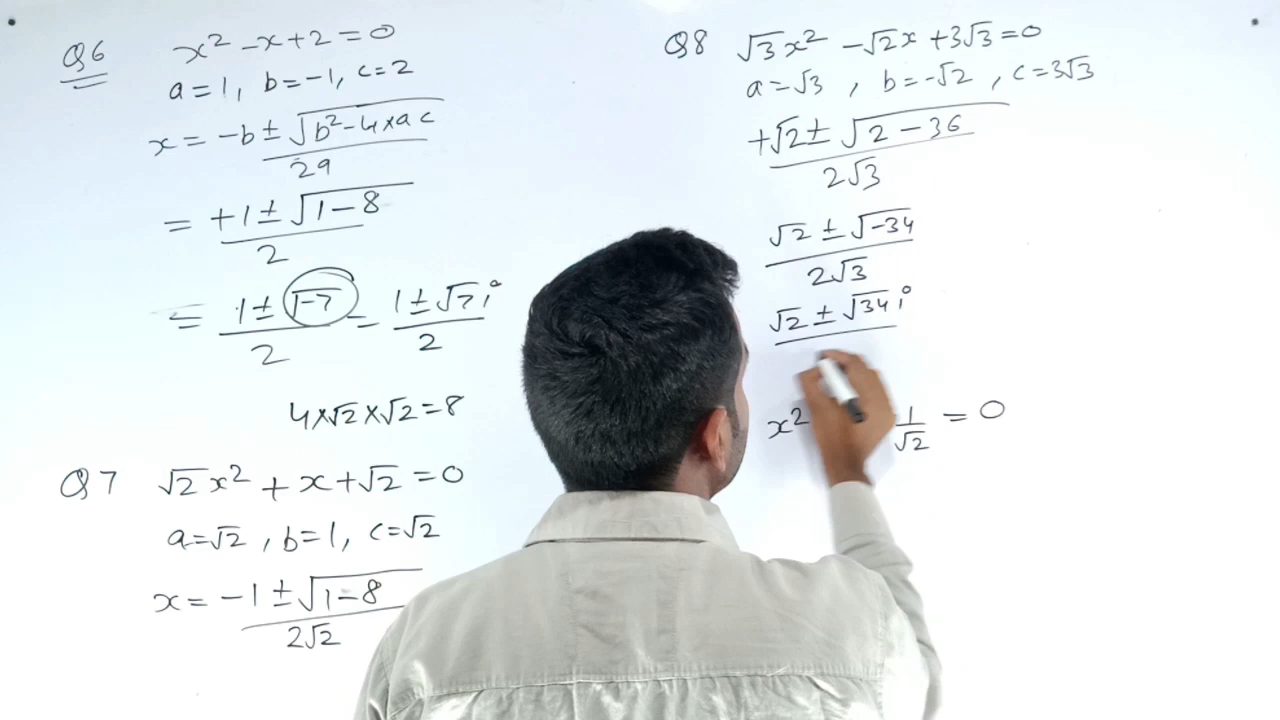 Q6 x² - x + 2 = 0
a = 1, b = -1, c = 2
x = -b ± √b² - 4×ac
2a
= +1 ± √1 - 8
2
= 1 ± √-7 = 1 ± √7 i
2 2
4×√2×√2 = 8
Q7 √2 x² + x + √2 = 0
a = √2, b = 1, c = √2
x = -1 ± √1 - 8
2√2
Q8 √3x² - √2x + 3√3 = 0
a = √3, b = -√2, c = 3√3
+√2 ± √2 - 36
2√3
√2 ± √-34
2√3
√2 ± √34 i
x² 1/√2 = 0